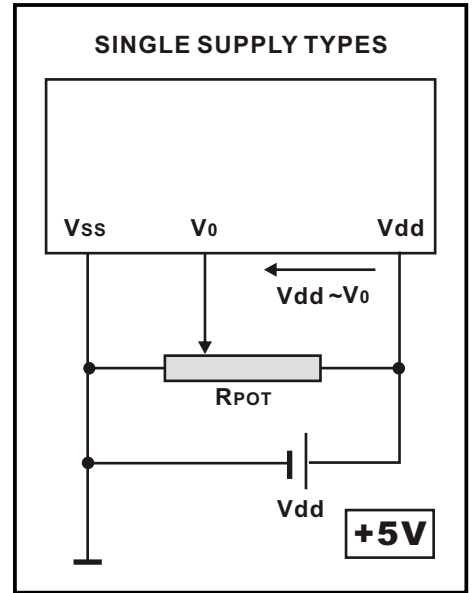 SINGLE SUPPLY TYPES
Vss V0 Vdd
Vdd ~V0
RPOT
Vdd
+5V